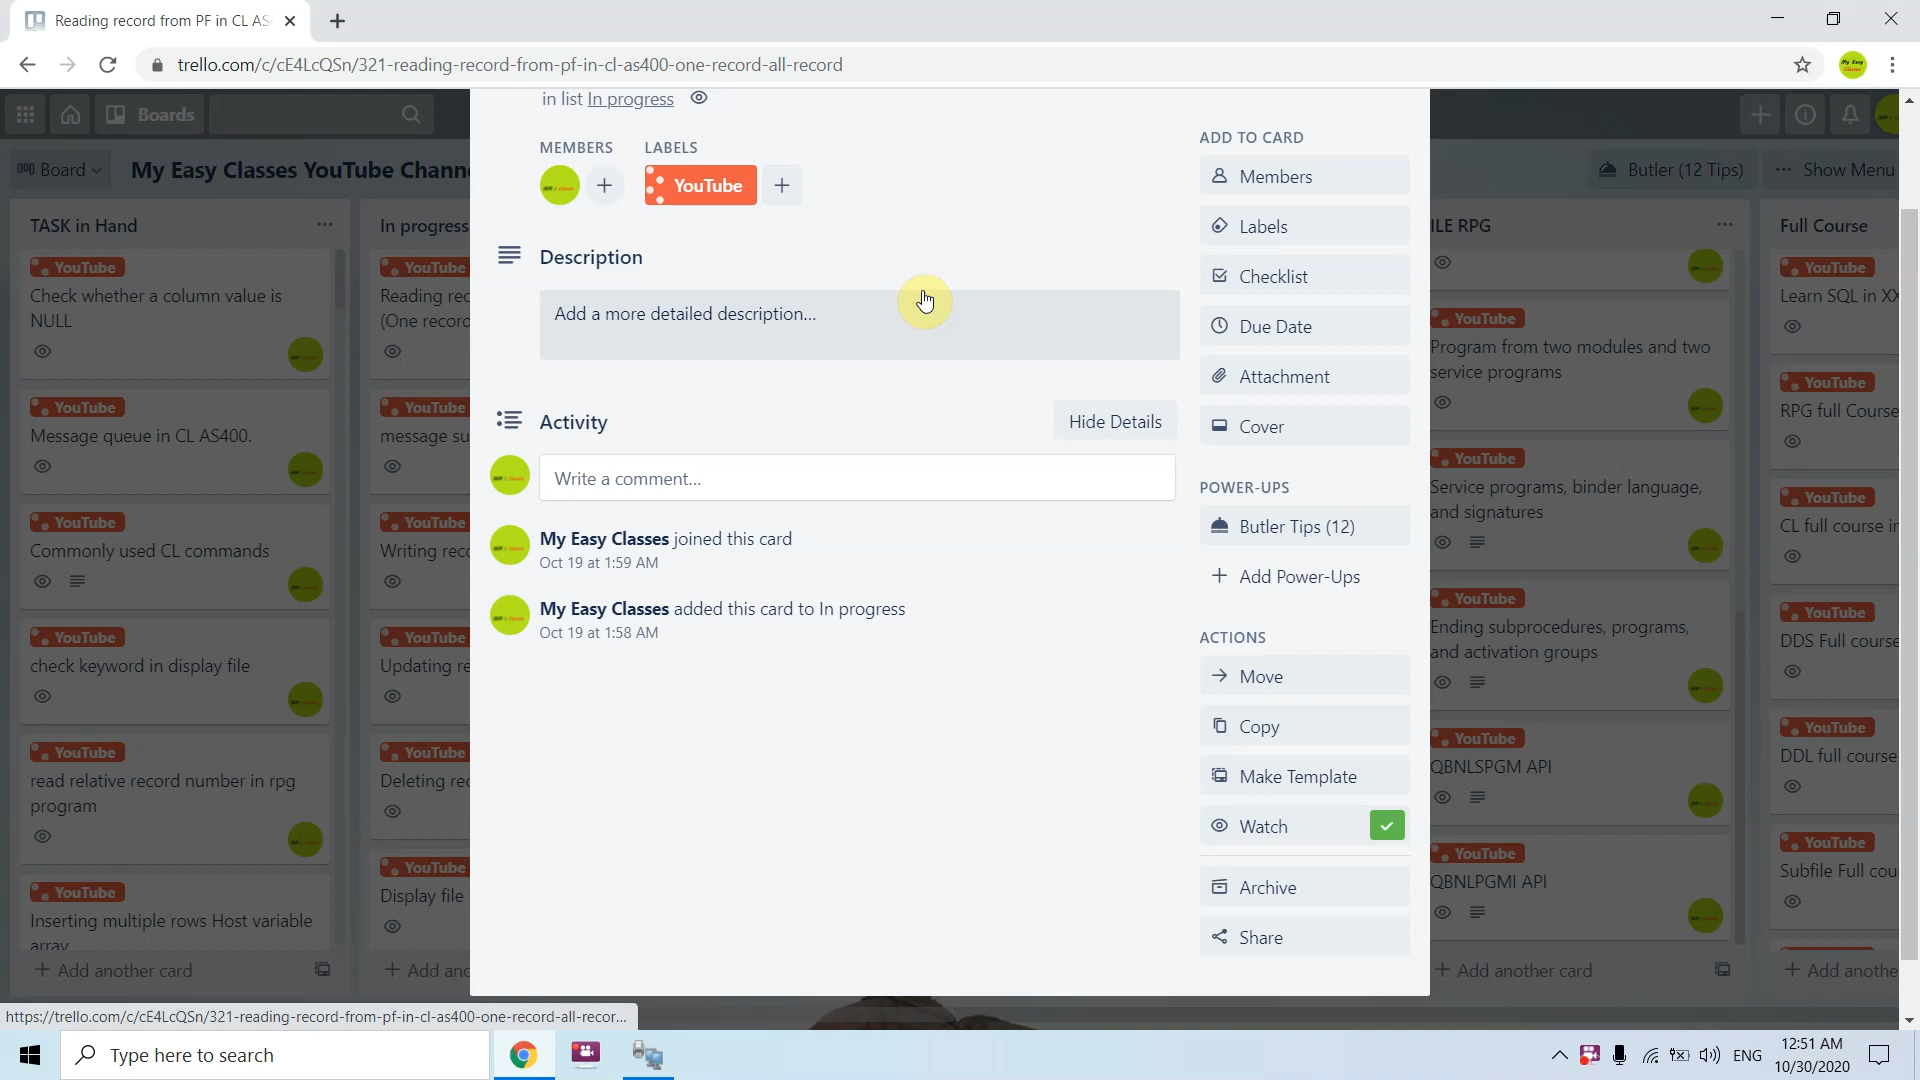 Reading record from PF in CL AS
trello.com/c/cE4LcQSn/321-reading-record-from-pf-in-cl-as400-one-record-all-record
Boards
Board
My Easy Classes YouTube Chann
Butler (12 Tips)
Show Menu
TASK in Hand
YouTube
Check whether a column value is
NULL
YouTube
Message queue in CL AS400.
YouTube
Commonly used CL commands
YouTube
check keyword in display file
YouTube
read relative record number in rpg
program
YouTube
Inserting multiple rows Host variable
array
Add another card
In progress
YouTube
Reading rec
(One record
YouTube
message su
YouTube
Writing reco
YouTube
Updating re
YouTube
Deleting rec
YouTube
Display file
Add ano
in list In progress
MEMBERS
LABELS
YouTube
Description
Add a more detailed description...
Activity
Hide Details
Write a comment...
My Easy Classes joined this card
Oct 19 at 1:59 AM
My Easy Classes added this card to In progress
Oct 19 at 1:58 AM
ADD TO CARD
Members
Labels
Checklist
Due Date
Attachment
Cover
POWER-UPS
Butler Tips (12)
Add Power-Ups
ACTIONS
Move
Copy
Make Template
Watch
Archive
Share
ILE RPG
YouTube
Program from two modules and two
service programs
YouTube
Service programs, binder language,
and signatures
YouTube
Ending subprocedures, programs,
and activation groups
YouTube
QBNLSPGM API
YouTube
QBNLPGMI API
Add another card
Full Course
YouTube
Learn SQL in XX
YouTube
RPG full Course
YouTube
CL full course in
YouTube
DDS Full course
YouTube
DDL full course
YouTube
Subfile Full cou
Add anothe
https://trello.com/c/cE4LcQSn/321-reading-record-from-pf-in-cl-as400-one-record-all-recor...
Type here to search
ENG
12:51 AM
10/30/2020